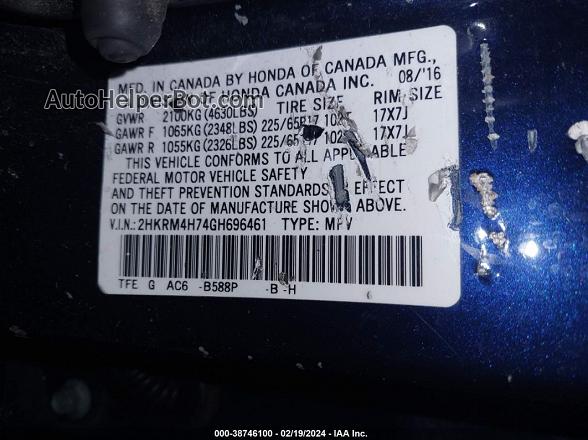 MFD. IN CANADA BY HONDA OF CANADA MFG.,
OF HONDA CANADA INC. 08/'16
AutoHelperBot.com
GVWR 2100KG (4630LBS) TIRE SIZE RIM SIZE
GAWR F 1065KG (2348LBS) 225/65R17 102 17X7J
GAWR R 1055KG (2326LBS) 225/65 17 102 17X7J
THIS VEHICLE CONFORMS TO ALL APPLICABLE
FEDERAL MOTOR VEHICLE SAFETY
AND THEFT PREVENTION STANDARDS EFFECT
ON THE DATE OF MANUFACTURE SHOWN ABOVE.
V.I.N.: 2HKRM4H74GH696461 TYPE: MPV
TFE G AC6 -B588P -B -H
000-38746100 - 02/19/2024 - IAA Inc.